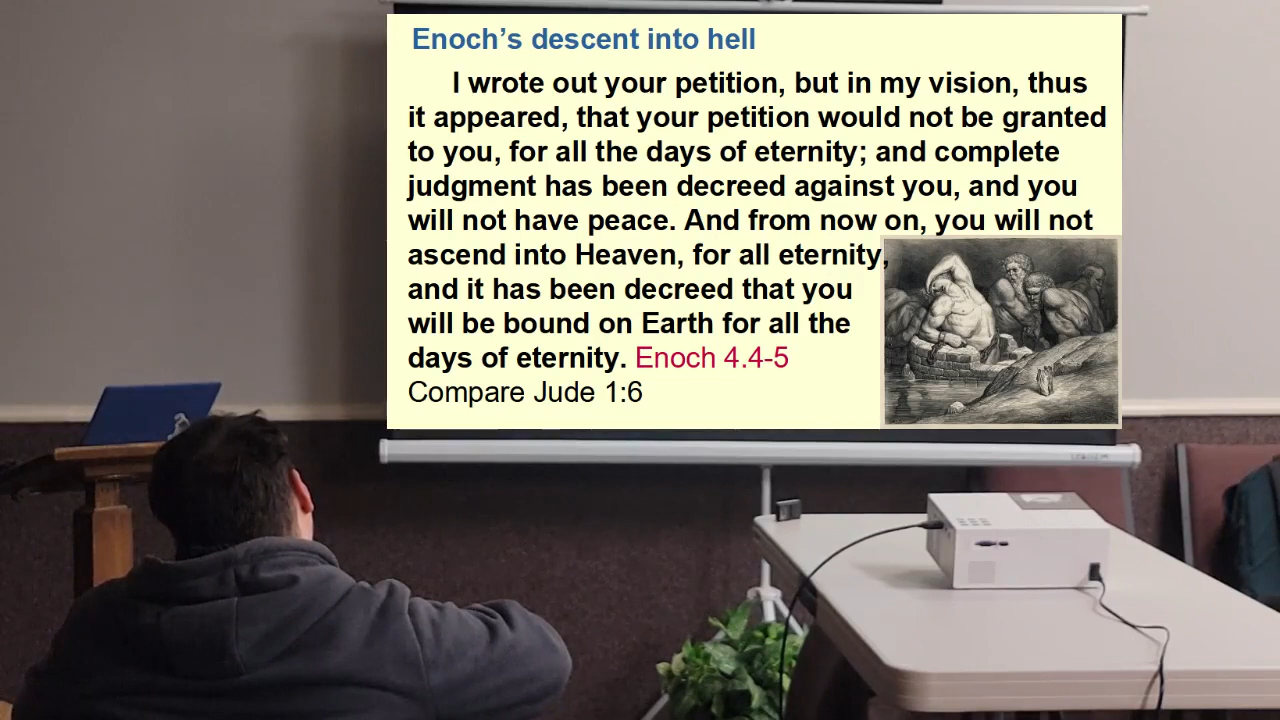 Enoch’s descent into hell
I wrote out your petition, but in my vision, thus
it appeared, that your petition would not be granted
to you, for all the days of eternity; and complete
judgment has been decreed against you, and you
will not have peace. And from now on, you will not
ascend into Heaven, for all eternity,
and it has been decreed that you
will be bound on Earth for all the
days of eternity. Enoch 4.4-5
Compare Jude 1:6